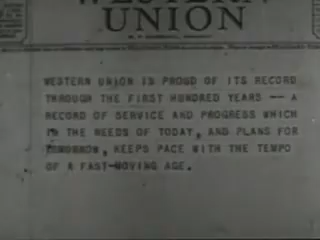 WESTERN
UNION
WESTERN UNION IS PROUD OF ITS RECORD
THROUGH THE FIRST HUNDRED YEARS -- A
RECORD OF SERVICE AND PROGRESS WHICH
IN THE NEEDS OF TODAY, AND PLANS FOR
TOMORROW, KEEPS PACE WITH THE TEMPO
OF A FAST-MOVING AGE.